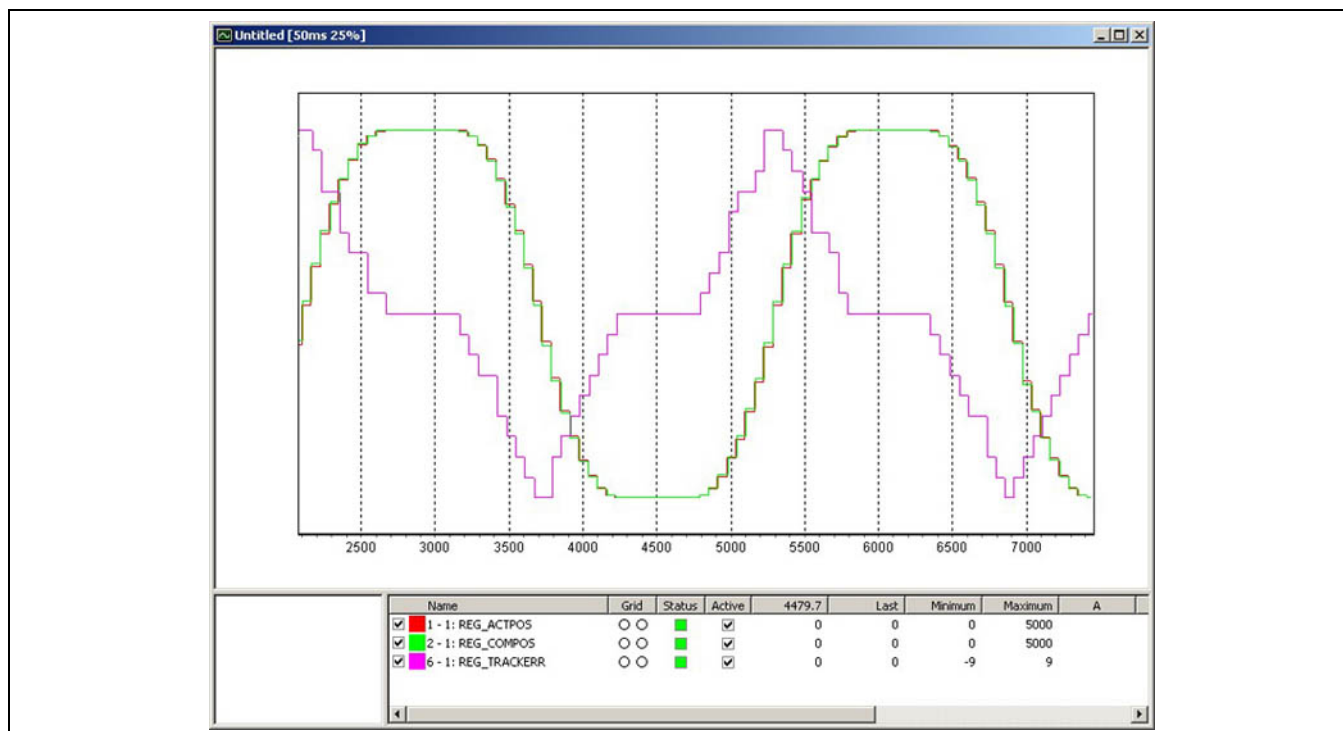 Untitled [50ms 25%]
2500 3000 3500 4000 4500 5000 5500 6000 6500 7000
Name Grid Status Active 4479.7 Last Minimum Maximum A
1 - 1: REG_ACTPOS 0 0 0 5000
2 - 1: REG_COMPOS 0 0 0 5000
6 - 1: REG_TRACKERR 0 0 -9 9